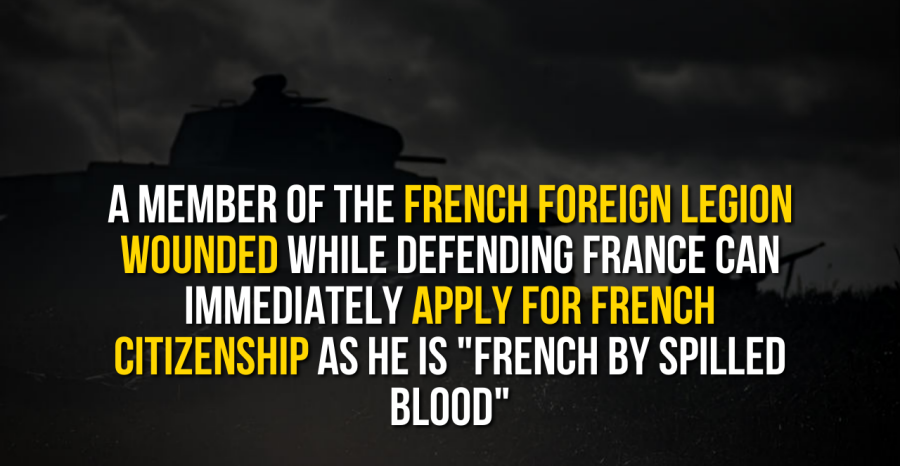 A MEMBER OF THE FRENCH FOREIGN LEGION
WOUNDED WHILE DEFENDING FRANCE CAN
IMMEDIATELY APPLY FOR FRENCH
CITIZENSHIP AS HE IS "FRENCH BY SPILLED
BLOOD"